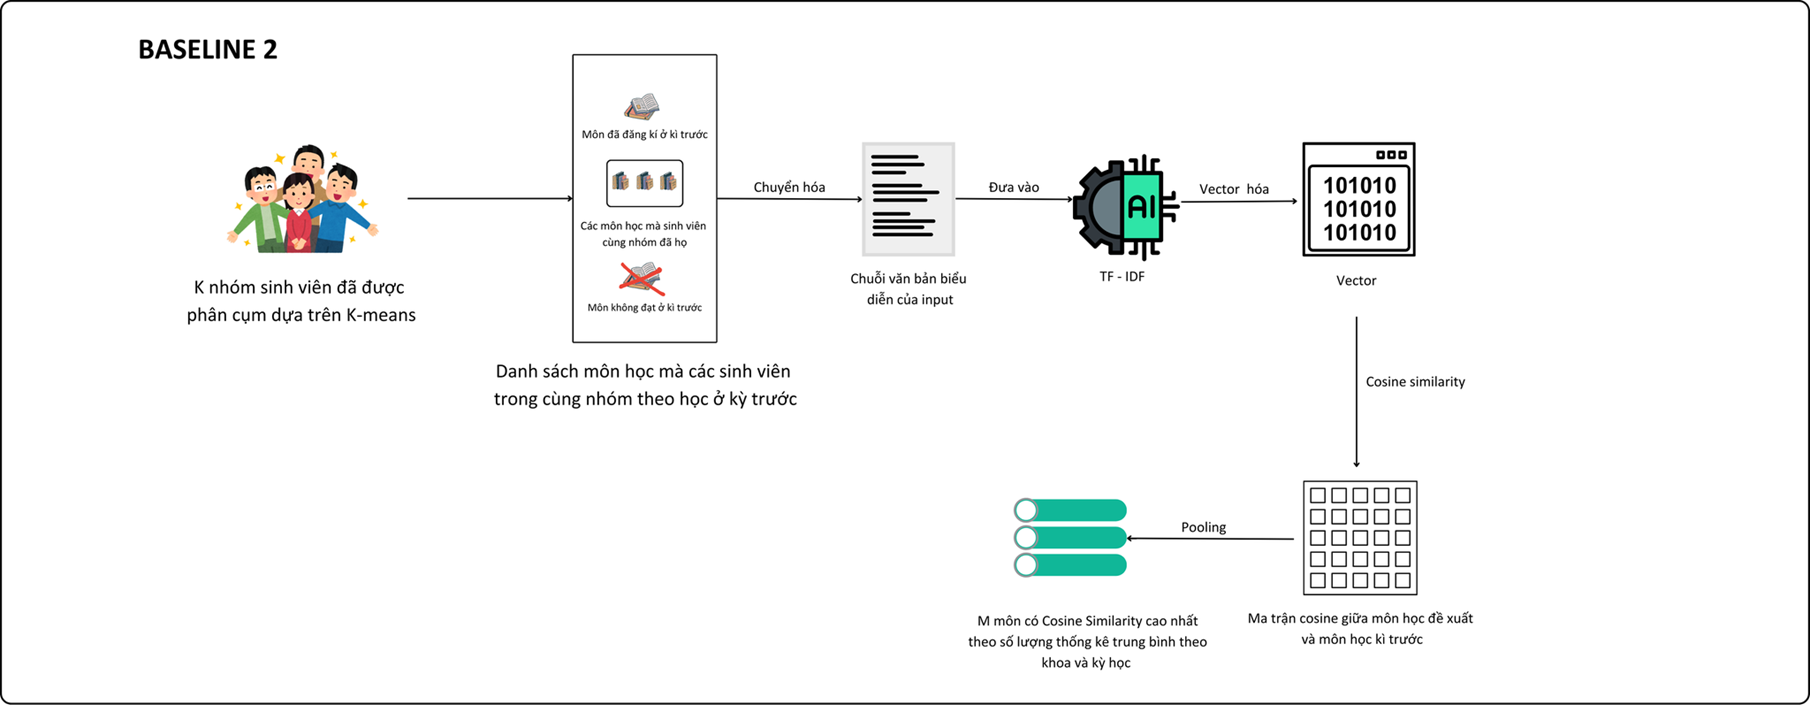 BASELINE 2
Môn đã đăng kí ở kì trước
Các môn học mà sinh viên
cùng nhóm đã họ
Môn không đạt ở kì trước
K nhóm sinh viên đã được
phân cụm dựa trên K-means
Danh sách môn học mà các sinh viên
trong cùng nhóm theo học ở kỳ trước
Chuyển hóa
Chuỗi văn bản biểu
diễn của input
Đưa vào
AI
TF - IDF
Vector hóa
101010
101010
101010
Vector
Cosine similarity
Ma trận cosine giữa môn học đề xuất
và môn học kì trước
Pooling
M môn có Cosine Similarity cao nhất
theo số lượng thống kê trung bình theo
khoa và kỳ học